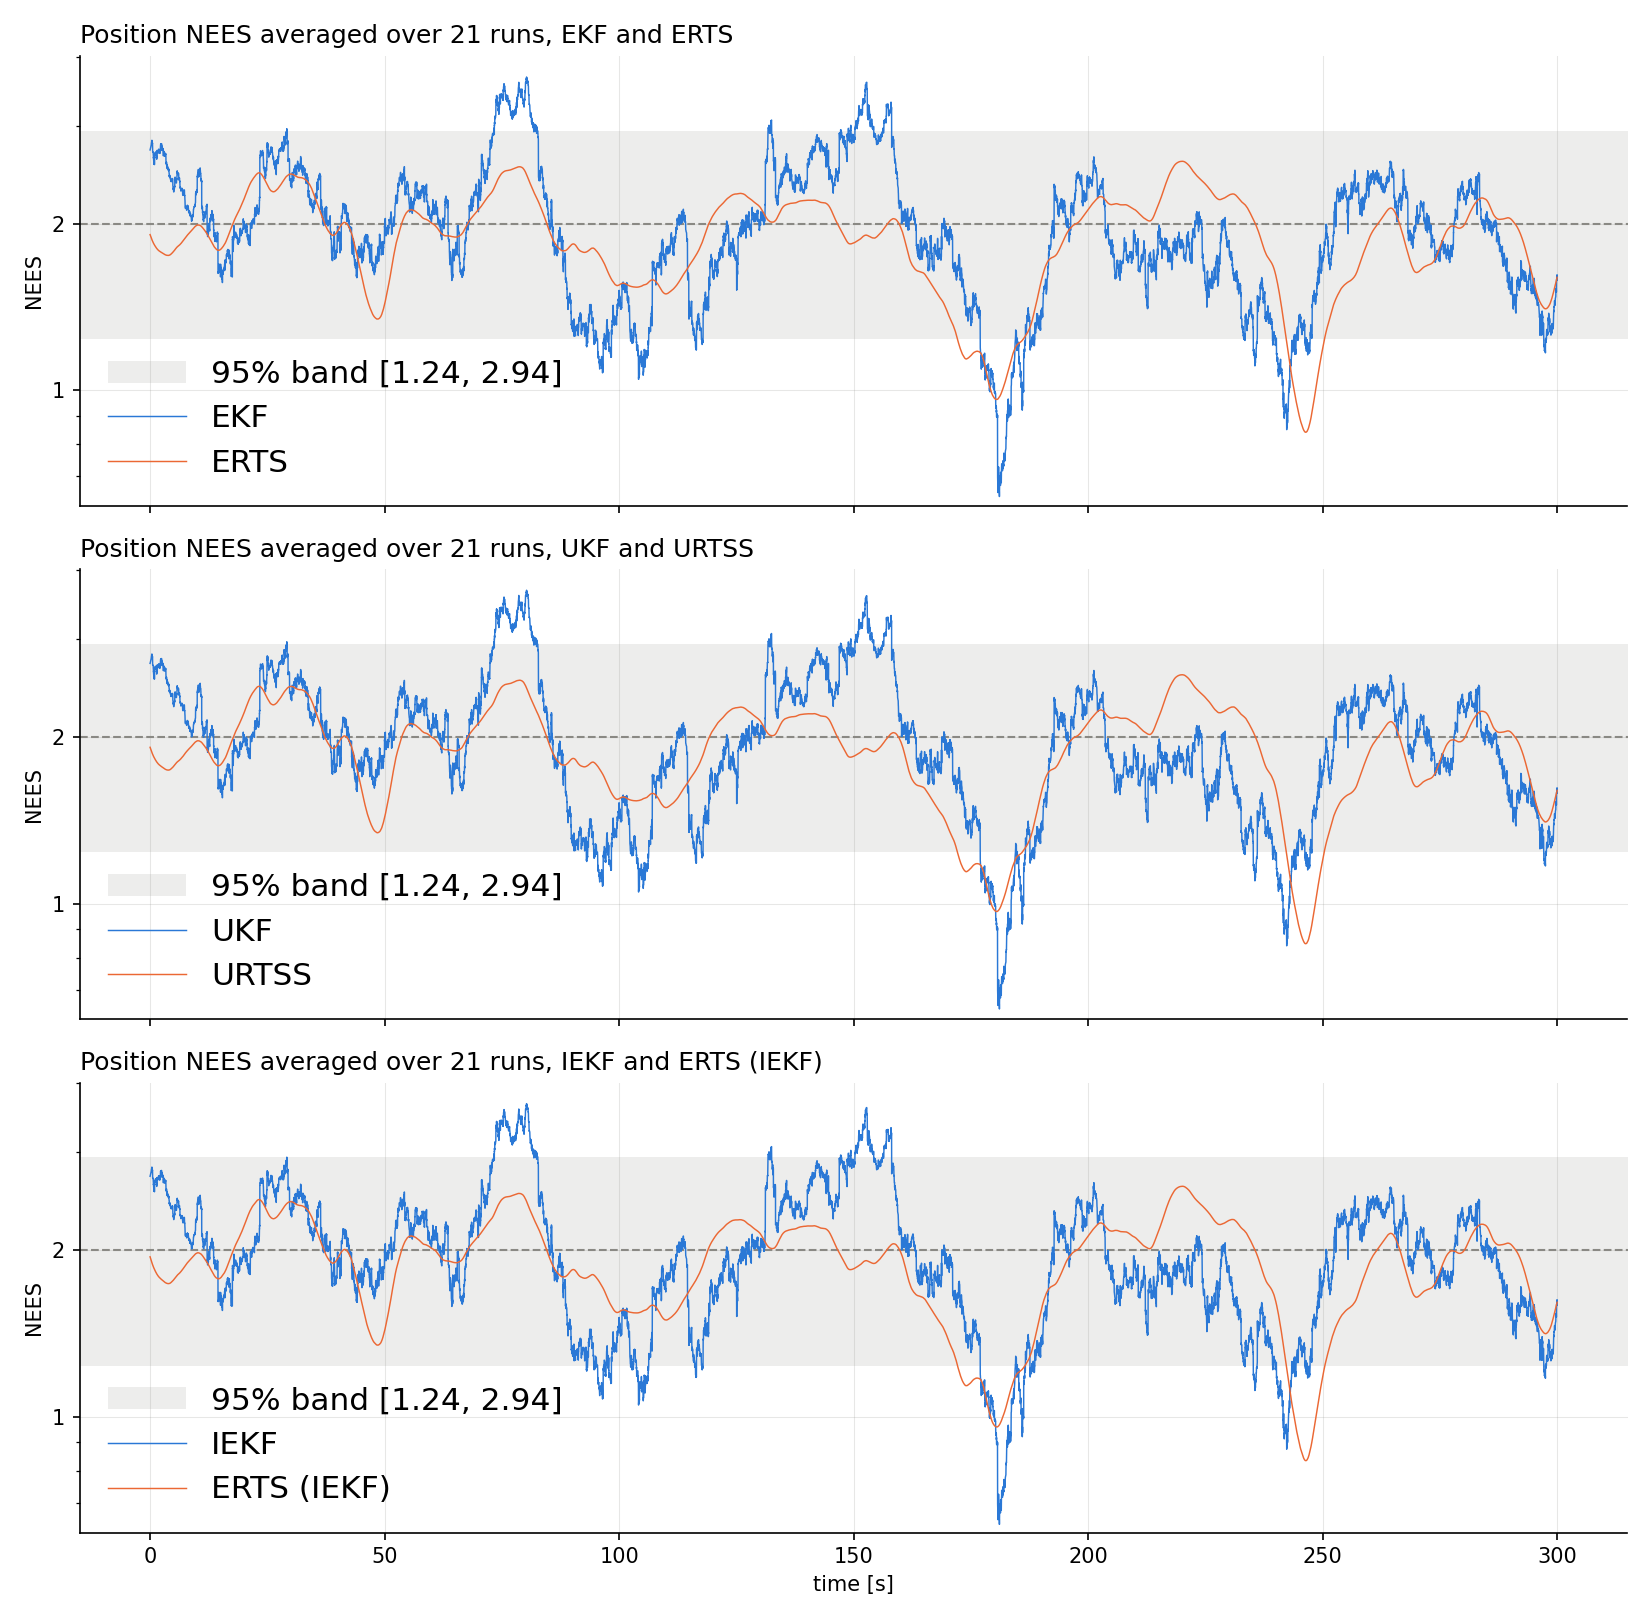 Position NEES averaged over 21 runs, EKF and ERTS
2
1
NEES
95% band [1.24, 2.94]
EKF
ERTS
Position NEES averaged over 21 runs, UKF and URTSS
2
1
NEES
95% band [1.24, 2.94]
UKF
URTSS
Position NEES averaged over 21 runs, IEKF and ERTS (IEKF)
2
1
NEES
95% band [1.24, 2.94]
IEKF
ERTS (IEKF)
0 50 100 150 200 250 300
time [s]